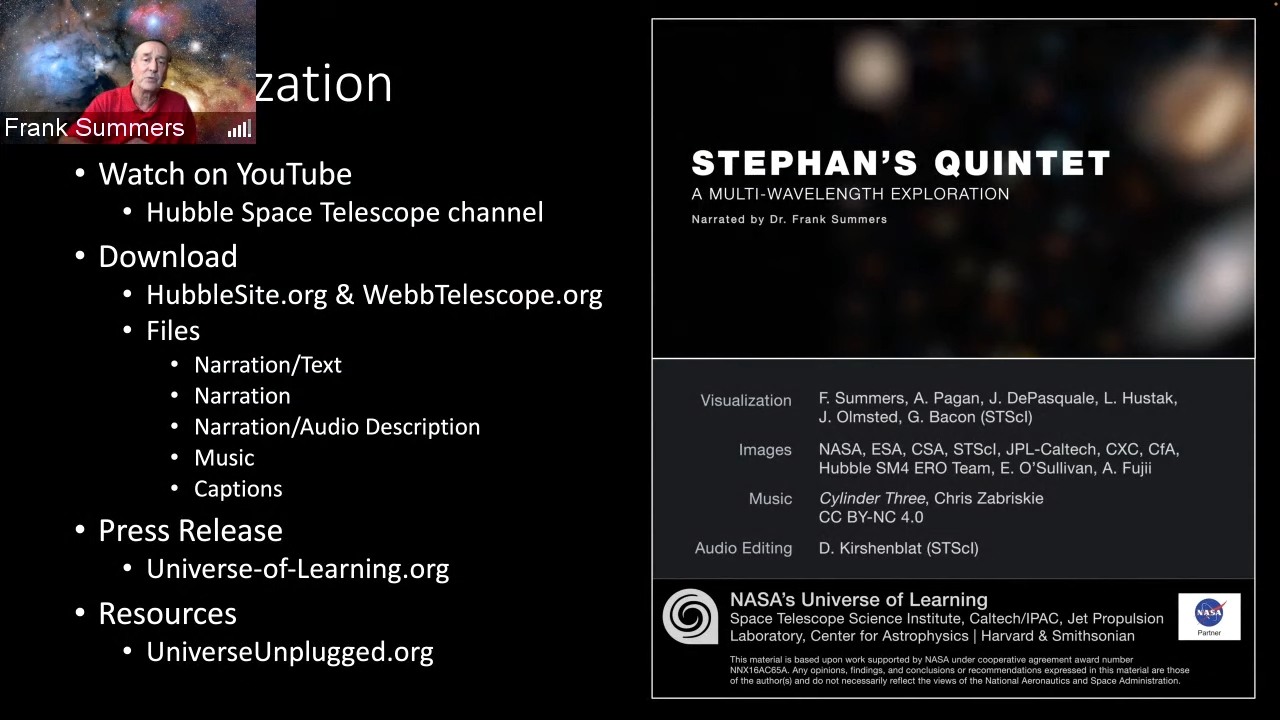 zation
Frank Summers
• Watch on YouTube
• Hubble Space Telescope channel
• Download
• HubbleSite.org & WebbTelescope.org
• Files
• Narration/Text
• Narration
• Narration/Audio Description
• Music
• Captions
• Press Release
• Universe-of-Learning.org
• Resources
• UniverseUnplugged.org
STEPHAN’S QUINTET
A MULTI-WAVELENGTH EXPLORATION
Narrated by Dr. Frank Summers
Visualization F. Summers, A. Pagan, J. DePasquale, L. Hustak,
J. Olmsted, G. Bacon (STScI)
Images NASA, ESA, CSA, STScI, JPL-Caltech, CXC, CfA,
Hubble SM4 ERO Team, E. O’Sullivan, A. Fujii
Music Cylinder Three, Chris Zabriskie
CC BY-NC 4.0
Audio Editing D. Kirshenblat (STScI)
NASA’s Universe of Learning
Space Telescope Science Institute, Caltech/IPAC, Jet Propulsion
Laboratory, Center for Astrophysics | Harvard & Smithsonian
NASA
Partner
This material is based upon work supported by NASA under cooperative agreement award number
NNX16AC65A. Any opinions, findings, and conclusions or recommendations expressed in this material are those
of the author(s) and do not necessarily reflect the views of the National Aeronautics and Space Administration.